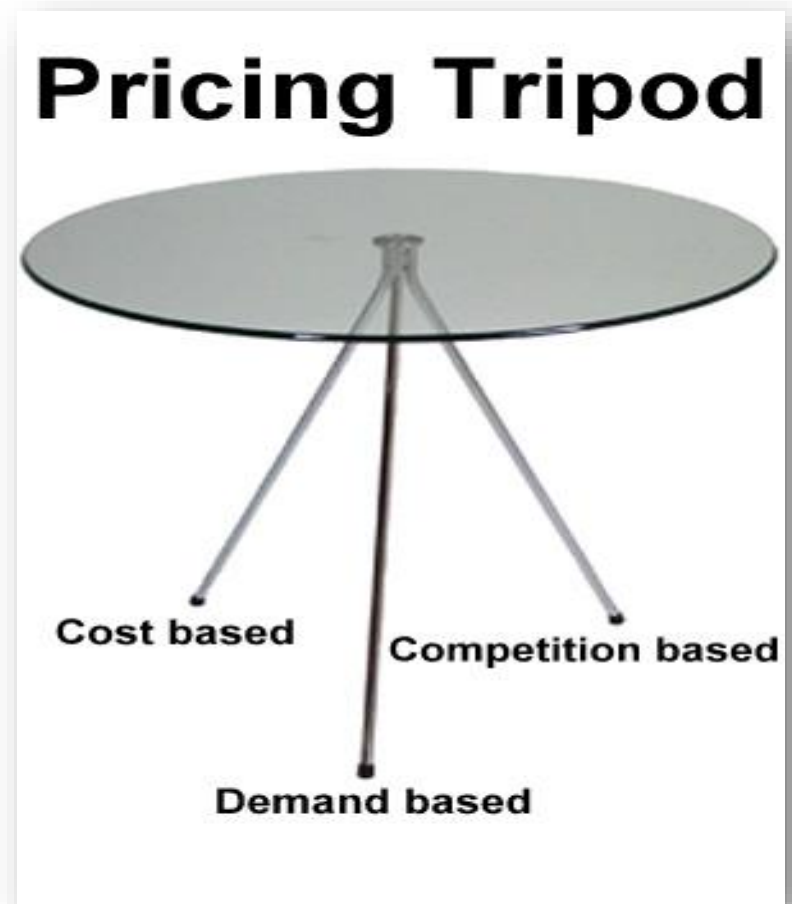 Pricing Tripod
Cost based
Competition based
Demand based